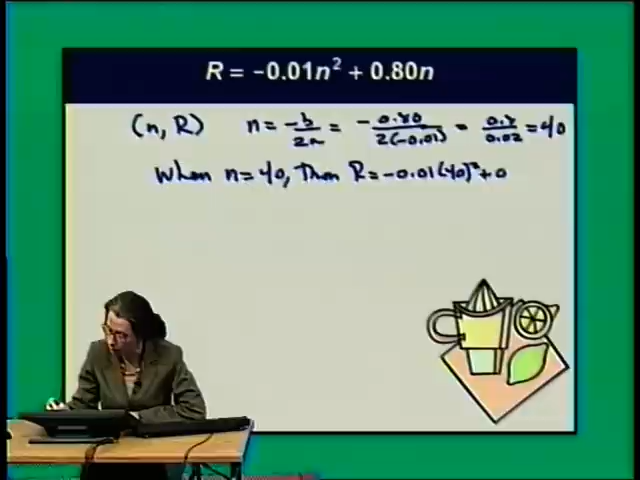 R = −0.01n² + 0.80n
(n, R) n = -b/2a = -0.80/2(-0.01) = 0.8/0.02 = 40
When n = 40, Then R = -0.01(40)² + 0